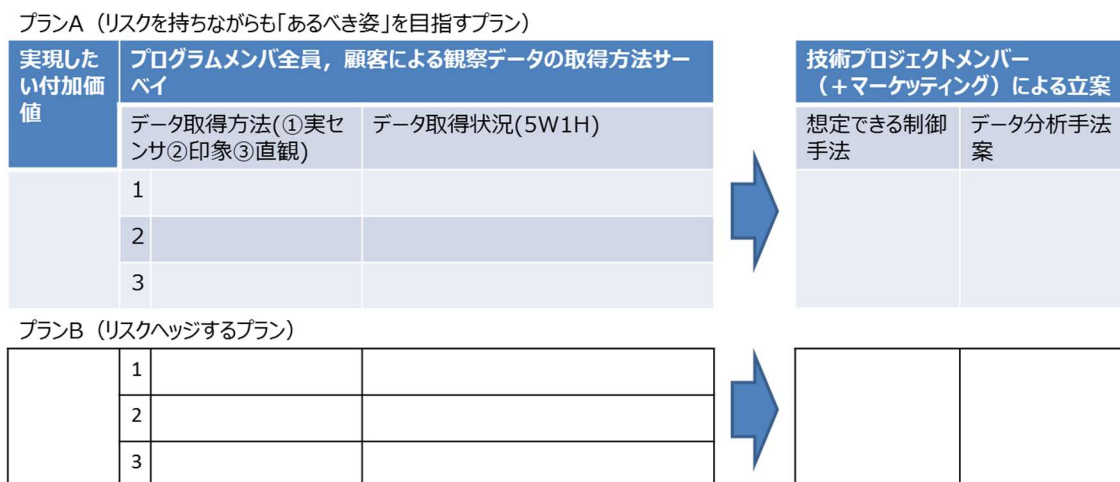 プランA（リスクを持ちながらも「あるべき姿」を目指すプラン）
実現した
い付加価
値
プログラムメンバ全員，顧客による観察データの取得方法サー
ベイ
データ取得方法(①実セ
ンサ②印象③直観)
データ取得状況(5W1H)
1
2
3
技術プロジェクトメンバー
（+マーケッティング）による立案
想定できる制御
手法
データ分析手法
案
プランB（リスクヘッジするプラン）
1
2
3